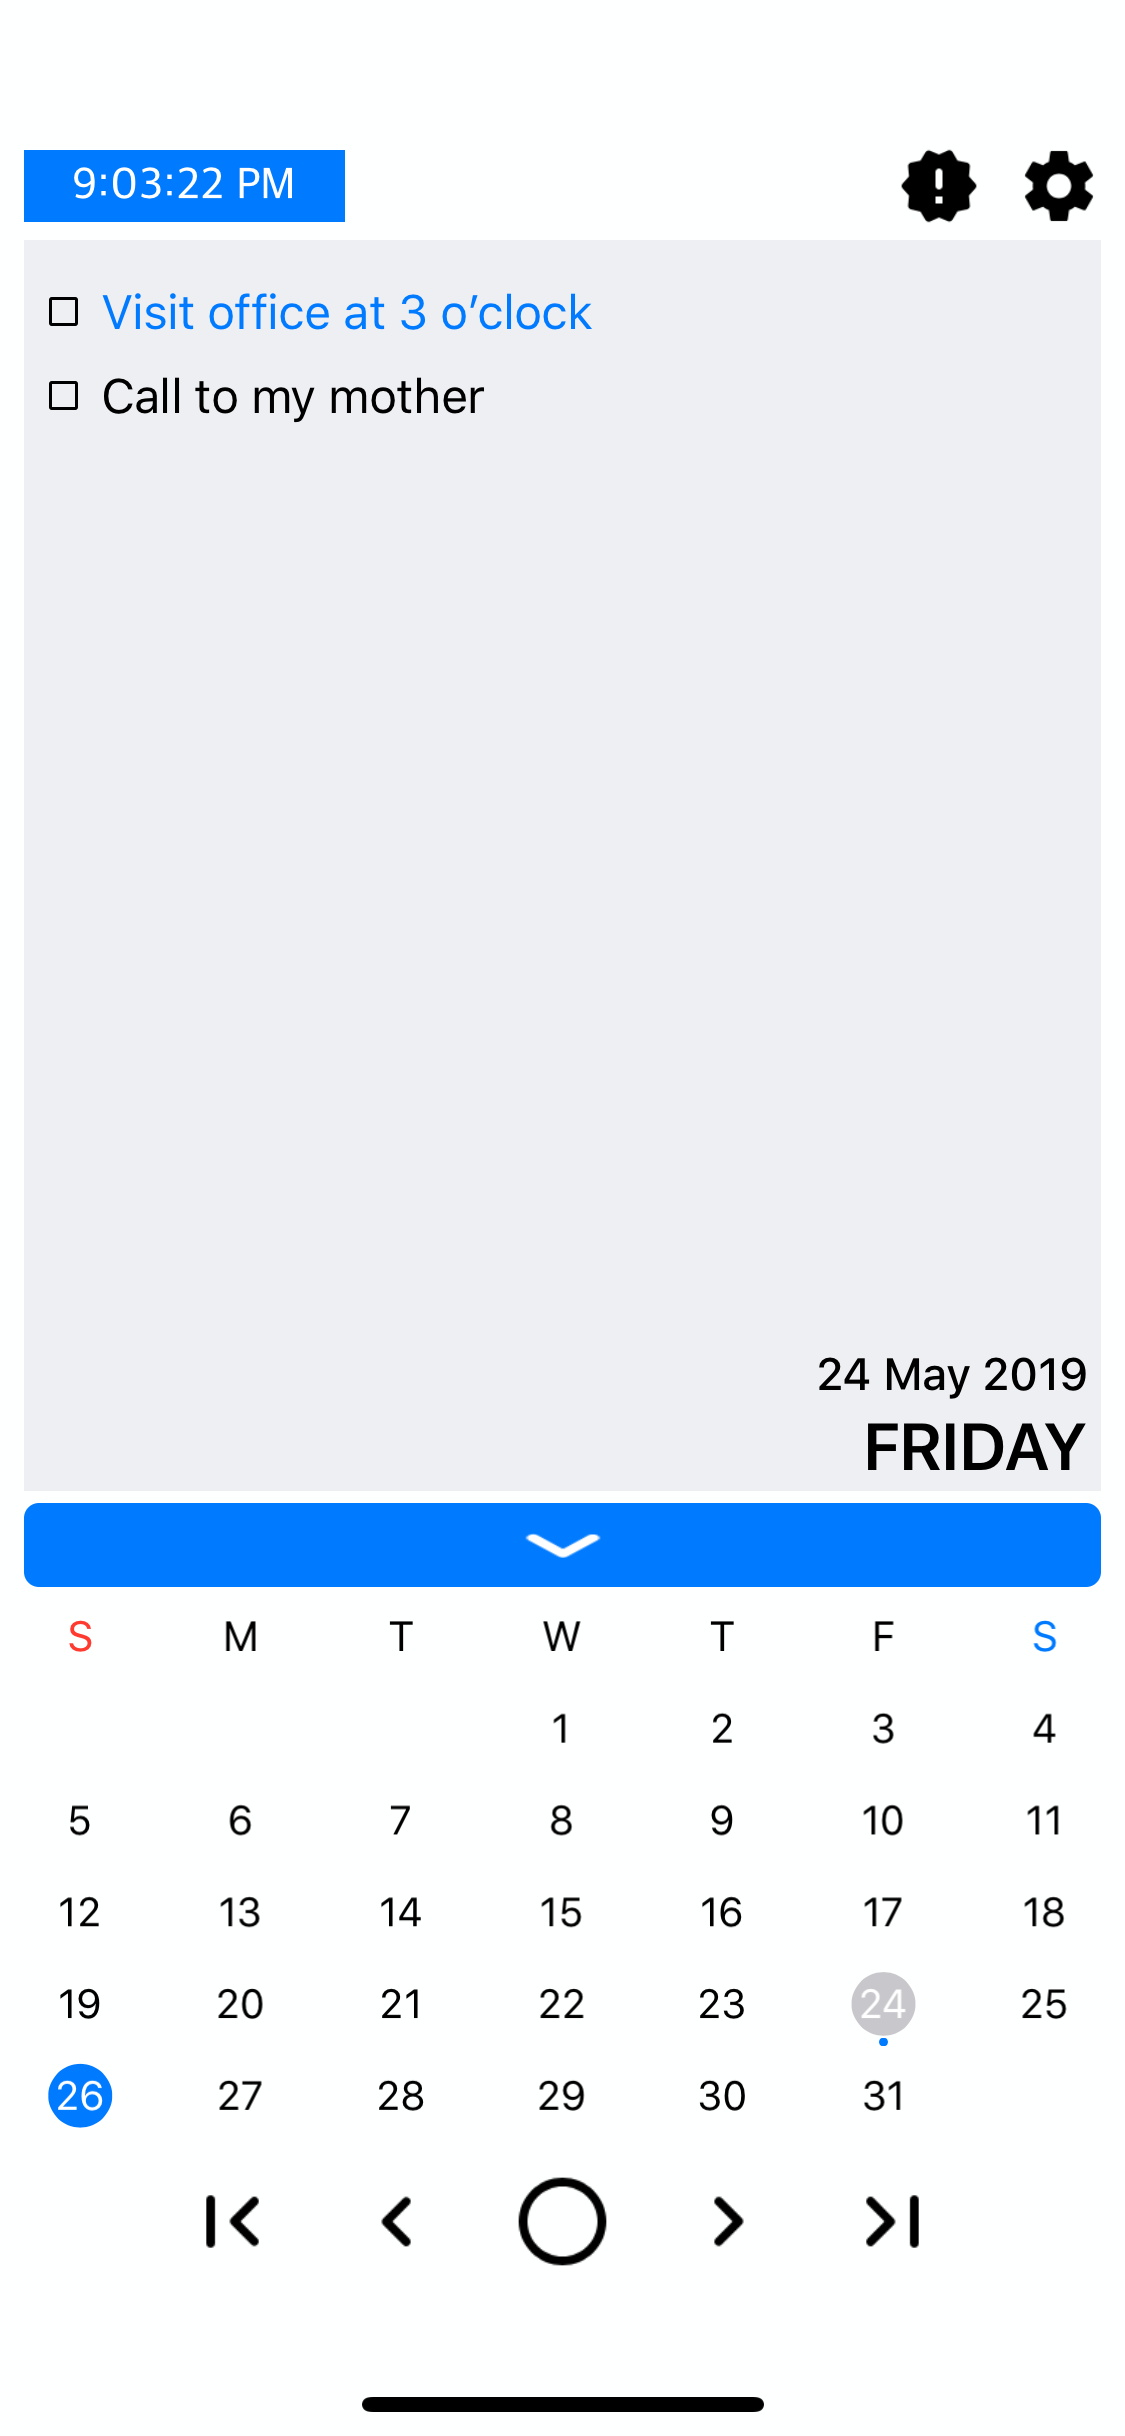 9:03:22 PM
Visit office at 3 o’clock
Call to my mother
24 May 2019
FRIDAY
S M T W T F S
1 2 3 4
5 6 7 8 9 10 11
12 13 14 15 16 17 18
19 20 21 22 23 24 25
26 27 28 29 30 31